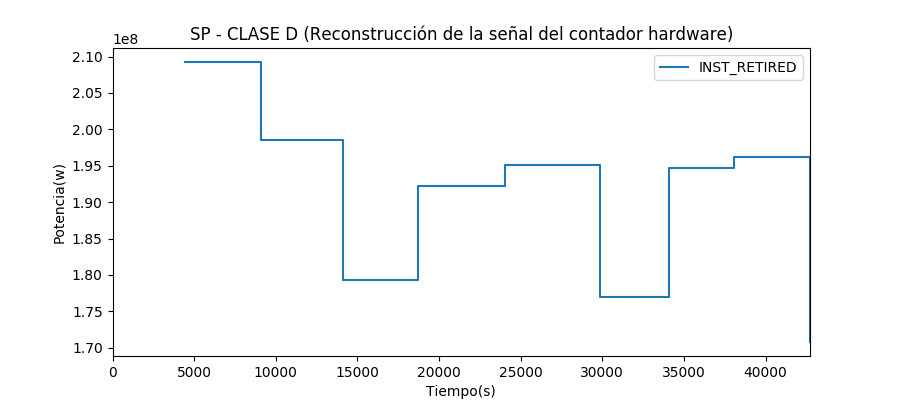 SP - CLASE D (Reconstrucción de la señal del contador hardware)
1e8
INST_RETIRED
2.10
2.05
2.00
1.95
1.90
1.85
1.80
1.75
1.70
Potencia(w)
0 5000 10000 15000 20000 25000 30000 35000 40000
Tiempo(s)